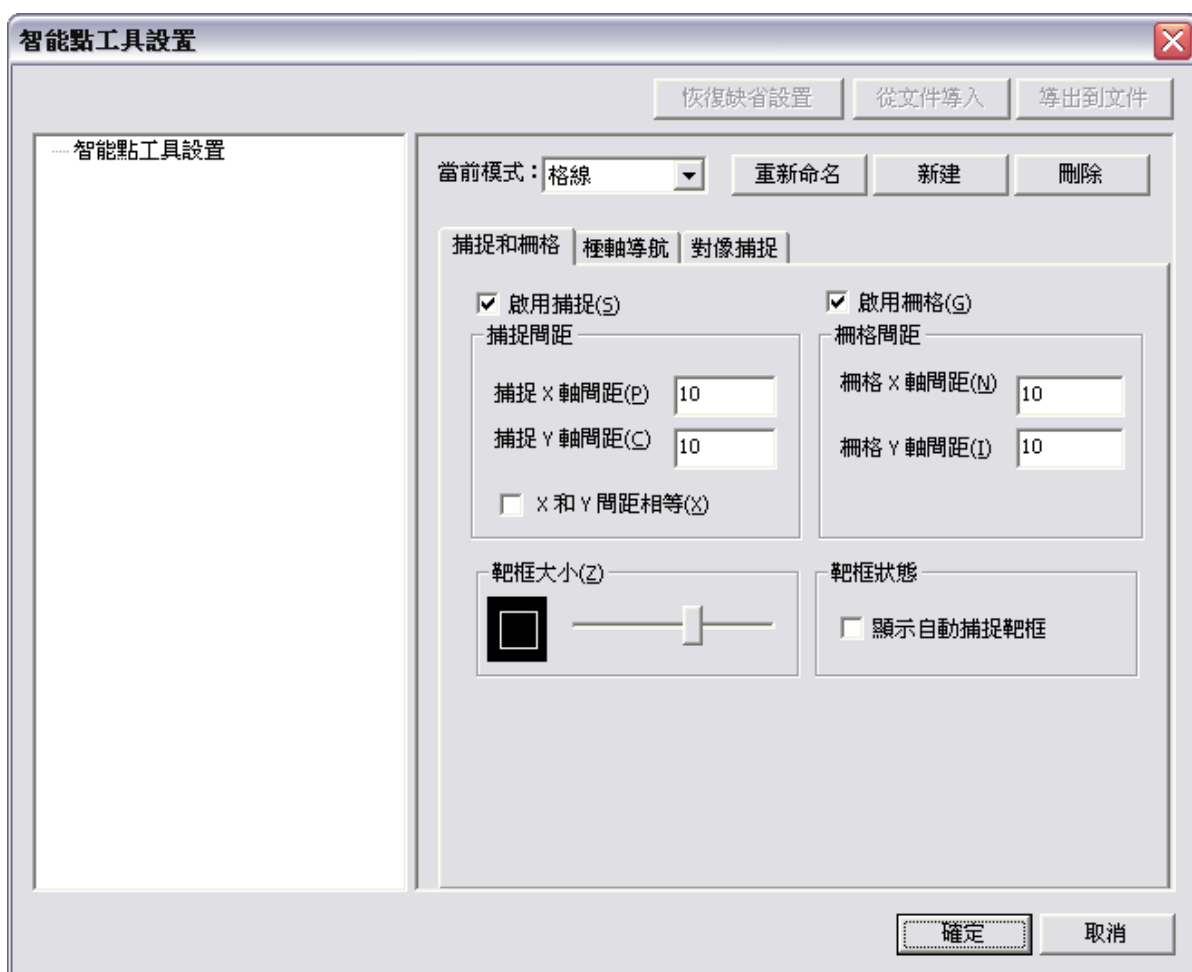 智能點工具設置
恢復缺省設置 從文件導入 導出到文件
智能點工具設置
當前模式：格線 重新命名 新建 刪除
捕捉和柵格 極軸導航 對像捕捉
啟用捕捉(S) 啟用柵格(G)
捕捉間距 柵格間距
捕捉 X 軸間距(P) 10 柵格 X 軸間距(N) 10
捕捉 Y 軸間距(C) 10 柵格 Y 軸間距(I) 10
X 和 Y 間距相等(X)
靶框大小(Z) 靶框狀態
顯示自動捕捉靶框
確定 取消